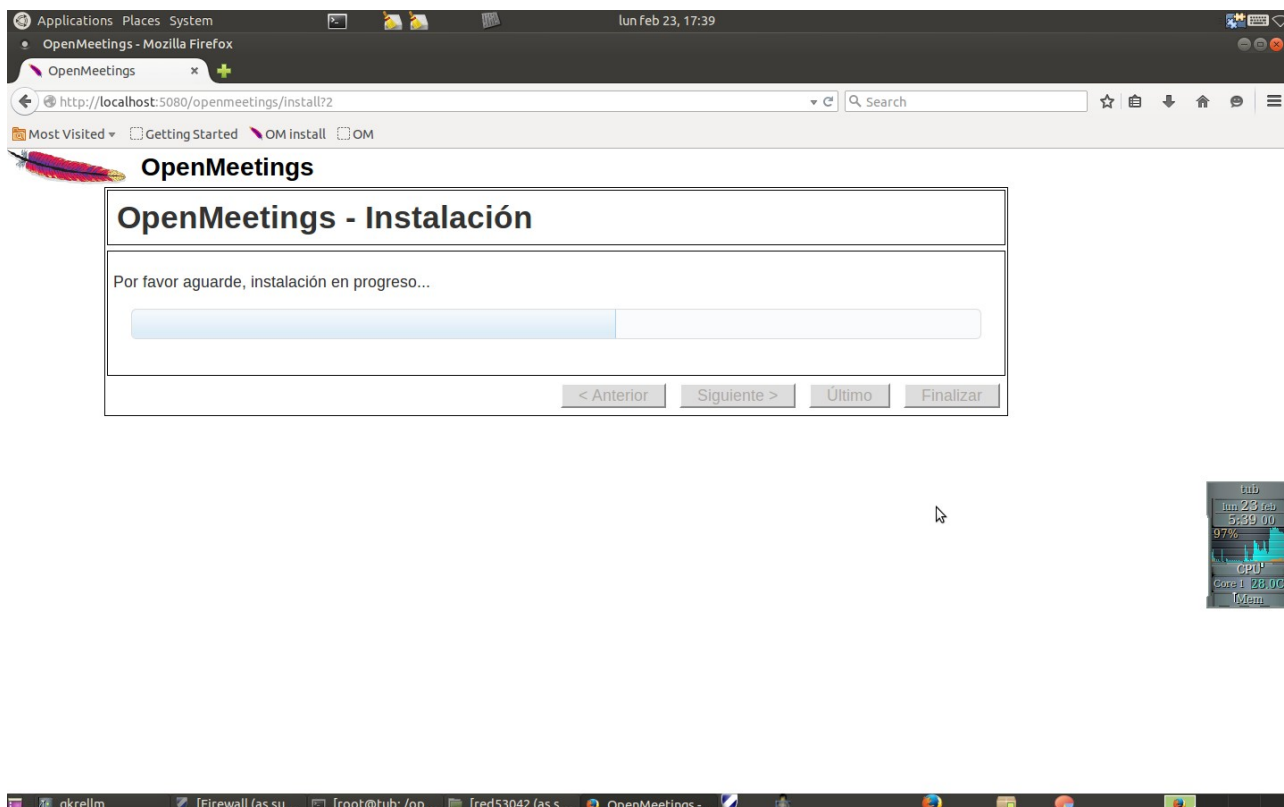 Applications Places System lun feb 23, 17:39
OpenMeetings - Mozilla Firefox
OpenMeetings
http://localhost:5080/openmeetings/install?2 Search
Most Visited Getting Started OM install OM
OpenMeetings
OpenMeetings - Instalación
Por favor aguarde, instalación en progreso...
< Anterior Siguiente > Último Finalizar
tub
lun 23 feb
5:39 00
97%
CPU
Core 1 28.0C
Mem
gkrellm [Firewall (as su [root@tub: /op [red53042 (as s OpenMeetings -